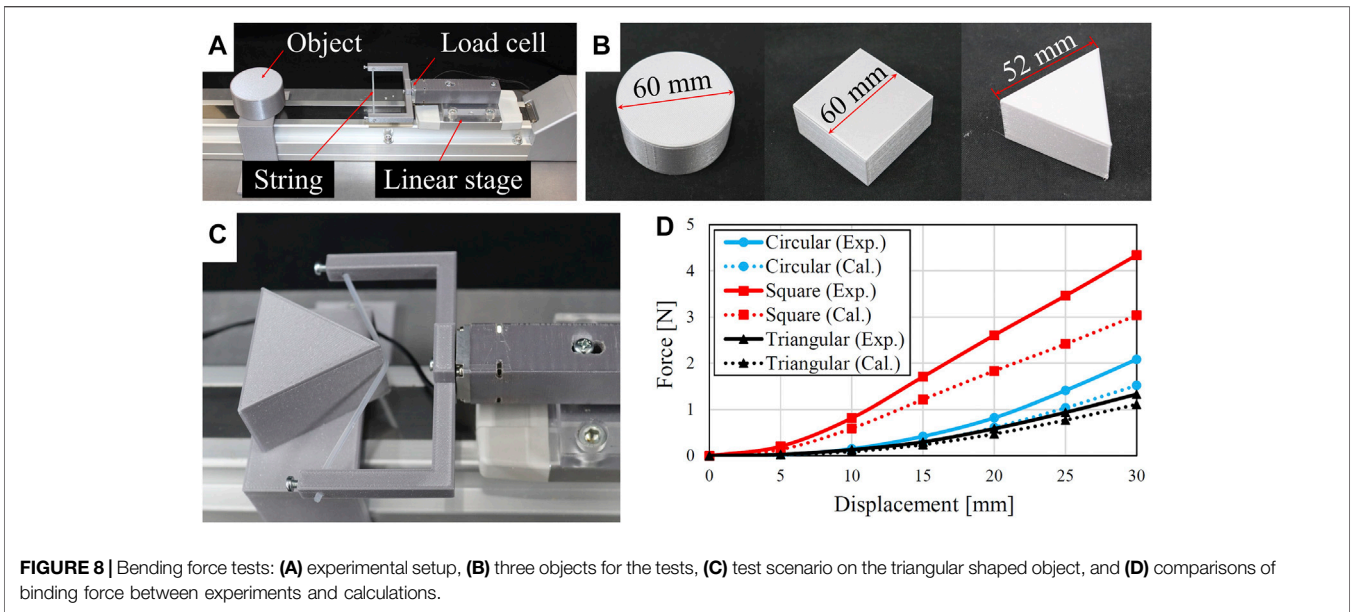 A
Object
Load cell
String
Linear stage
B
60 mm
60 mm
52 mm
C
D
Force [N]
5
4
3
2
1
0
Circular (Exp.)
Circular (Cal.)
Square (Exp.)
Square (Cal.)
Triangular (Exp.)
Triangular (Cal.)
0 5 10 15 20 25 30
Displacement [mm]
FIGURE 8 | Bending force tests: (A) experimental setup, (B) three objects for the tests, (C) test scenario on the triangular shaped object, and (D) comparisons of
binding force between experiments and calculations.